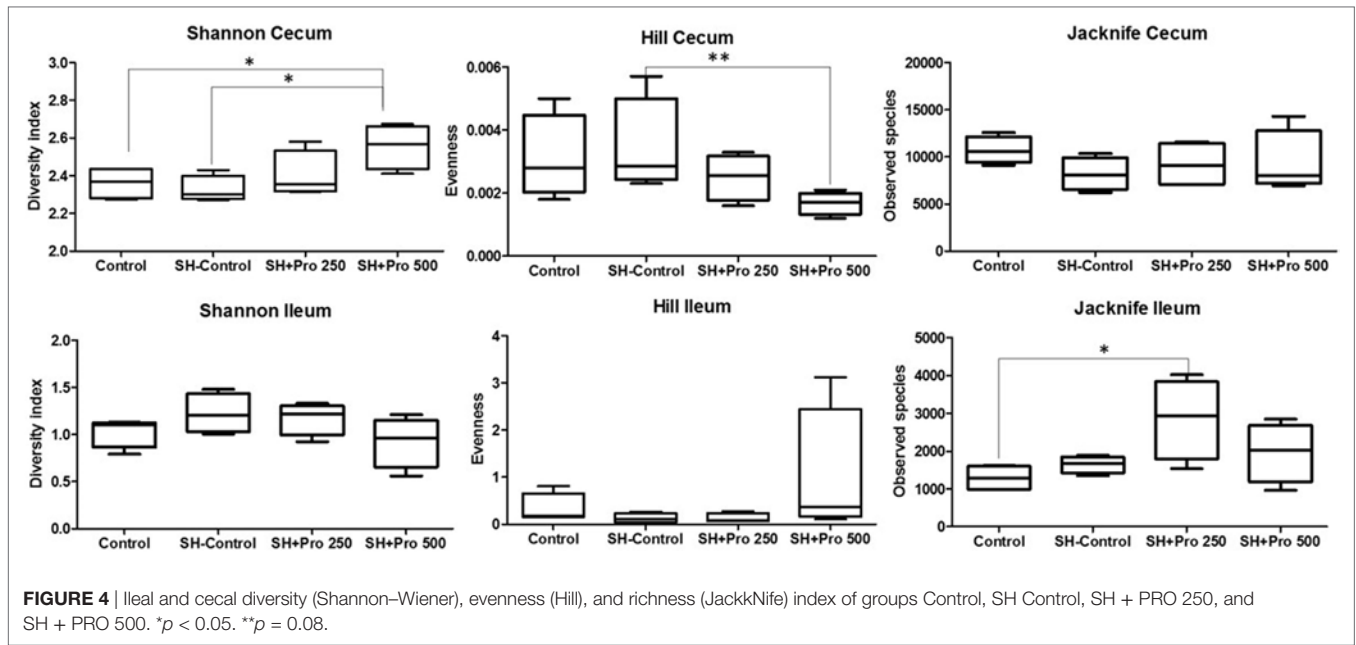 Shannon Cecum
Diversity index
3.0
2.8
2.6
2.4
2.2
2.0
*
*
Control SH-Control SH+Pro 250 SH+Pro 500
Hill Cecum
Evenness
0.006
0.004
0.002
0.000
**
Control SH-Control SH+Pro 250 SH+Pro 500
Jacknife Cecum
Observed species
20000
15000
10000
5000
0
Control SH-Control SH+Pro 250 SH+Pro 500
Shannon Ileum
Diversity index
2.0
1.5
1.0
0.5
0.0
Control SH-Control SH+Pro 250 SH+Pro 500
Hill Ileum
Evenness
4
3
2
1
0
Control SH-Control SH+Pro 250 SH+Pro 500
Jacknife Ileum
Observed species
5000
4000
3000
2000
1000
0
*
Control SH-Control SH+Pro 250 SH+Pro 500
FIGURE 4 | Ileal and cecal diversity (Shannon–Wiener), evenness (Hill), and richness (JackkNife) index of groups Control, SH Control, SH + PRO 250, and
SH + PRO 500. *p < 0.05. **p = 0.08.